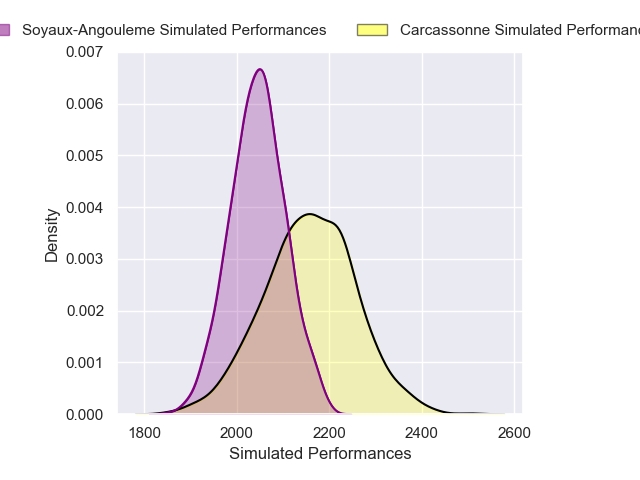 Soyaux-Angouleme Simulated Performances Carcassonne Simulated
0.007
0.006
0.005
0.004
0.003
0.002
0.001
0.000
Density
1800 2000 2200 2400 2600
Simulated Performances